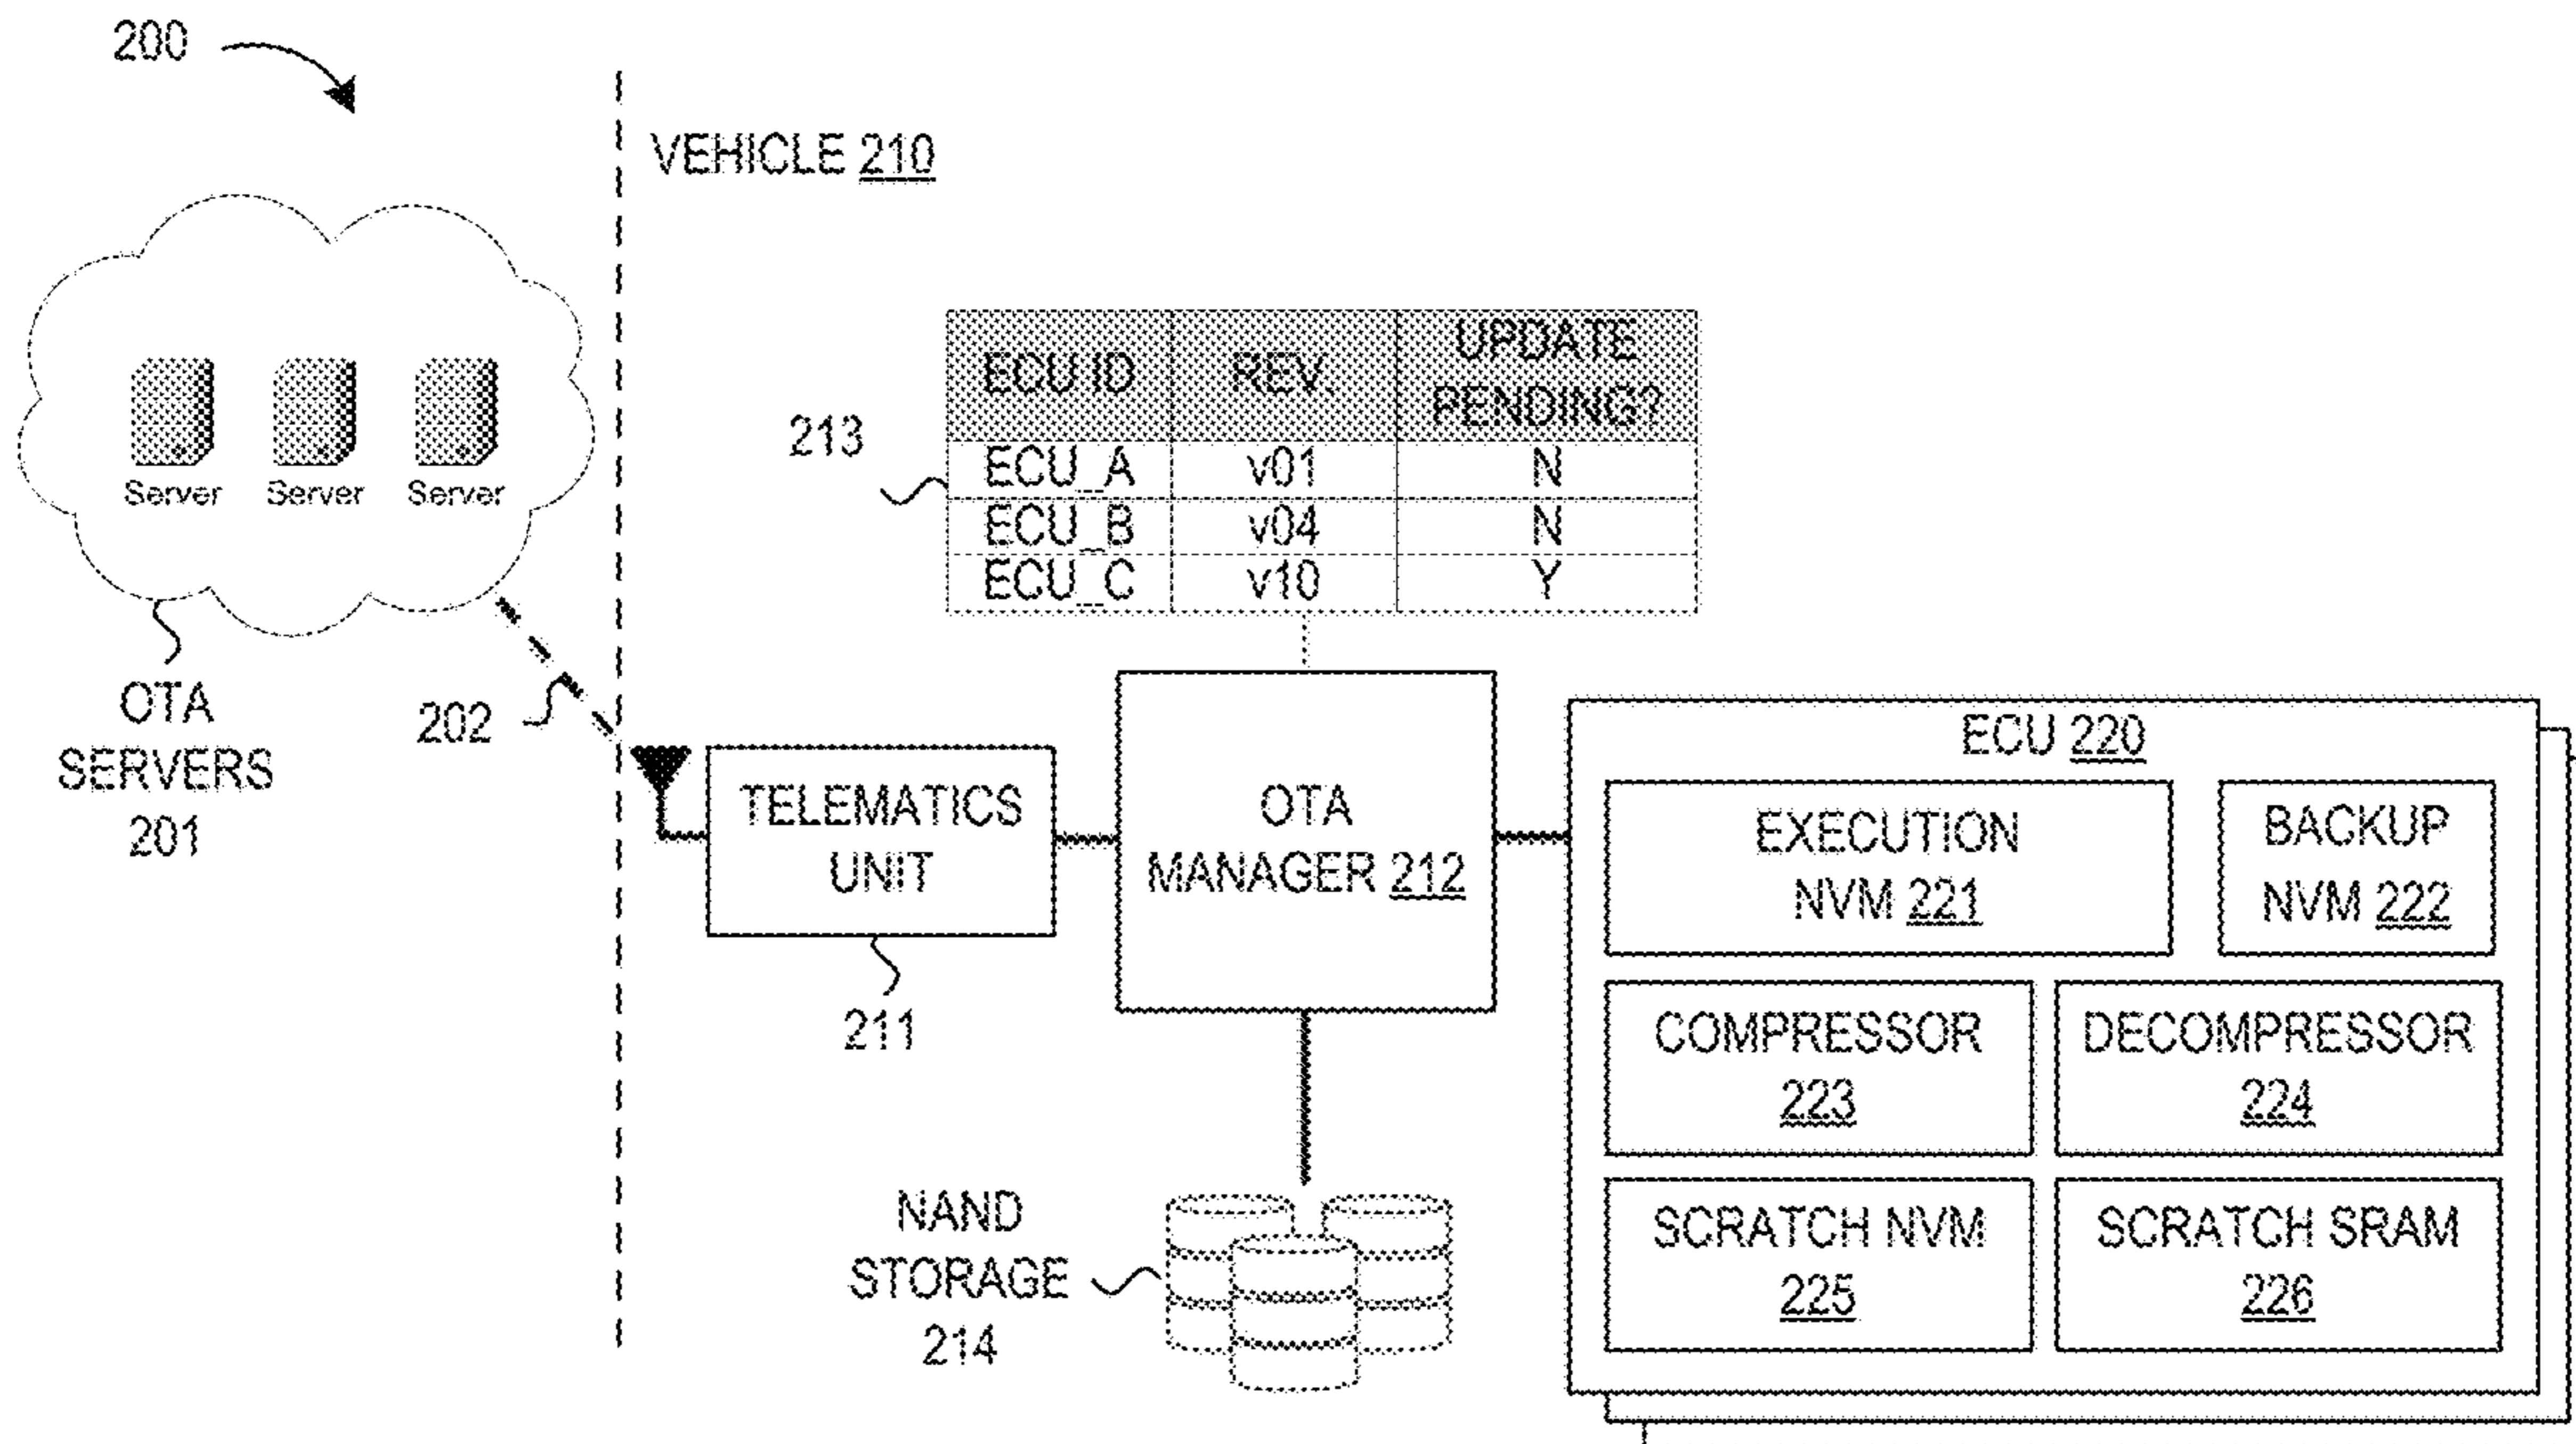 200
VEHICLE 210
Server Server Server
OTA
SERVERS
201
202
213
ECU ID REV. UPDATE PENDING?
ECU_A v01 N
ECU_B v04 N
ECU_C v10 Y
TELEMATICS
UNIT
211
OTA
MANAGER 212
NAND
STORAGE
214
ECU 220
EXECUTION
NVM 221
BACKUP
NVM 222
COMPRESSOR
223
DECOMPRESSOR
224
SCRATCH NVM
225
SCRATCH SRAM
226